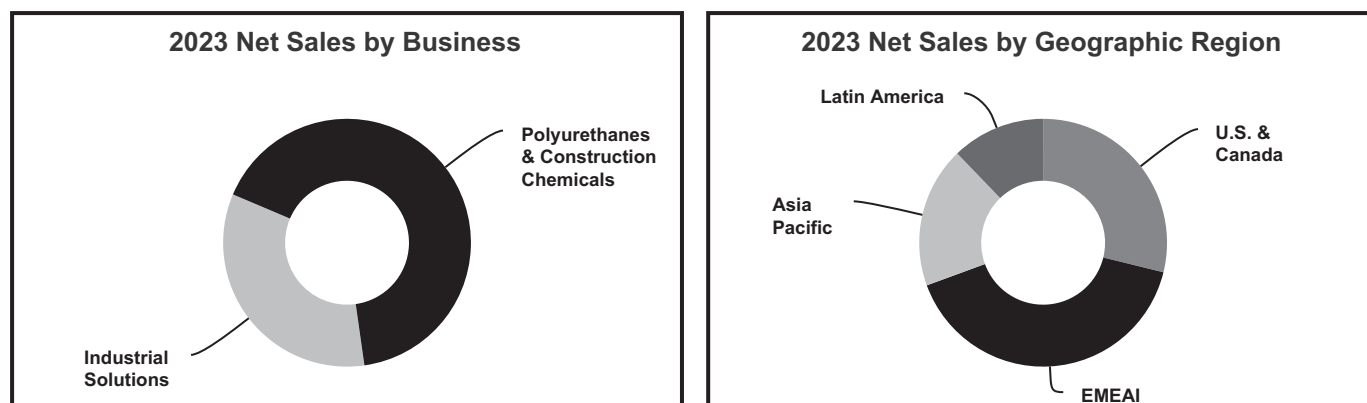 2023 Net Sales by Business
Polyurethanes
& Construction
Chemicals
Industrial
Solutions
2023 Net Sales by Geographic Region
Latin America
U.S. &
Canada
Asia
Pacific
EMEAI